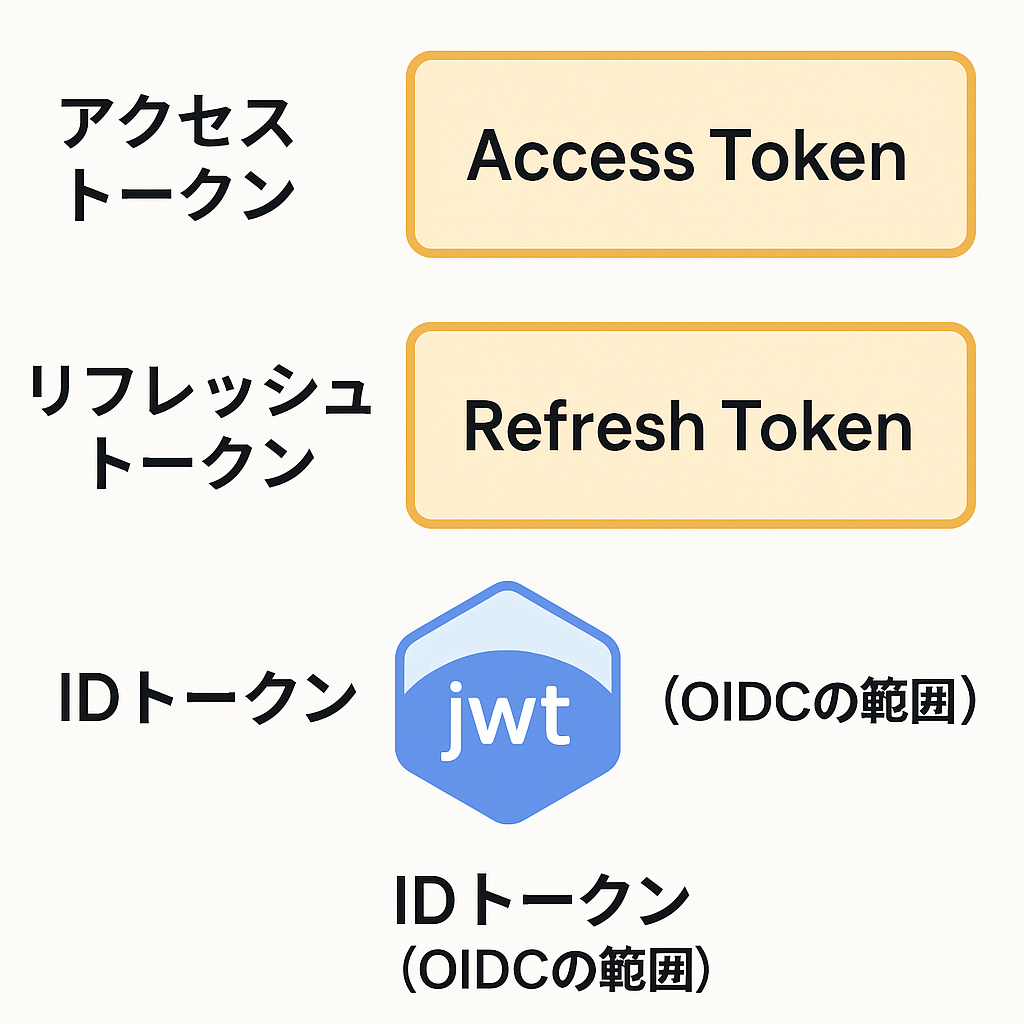 アクセス
トークン
Access Token
リフレッシュ
トークン
Refresh Token
IDトークン
jwt
(OIDCの範囲)
IDトークン
(OIDCの範囲)